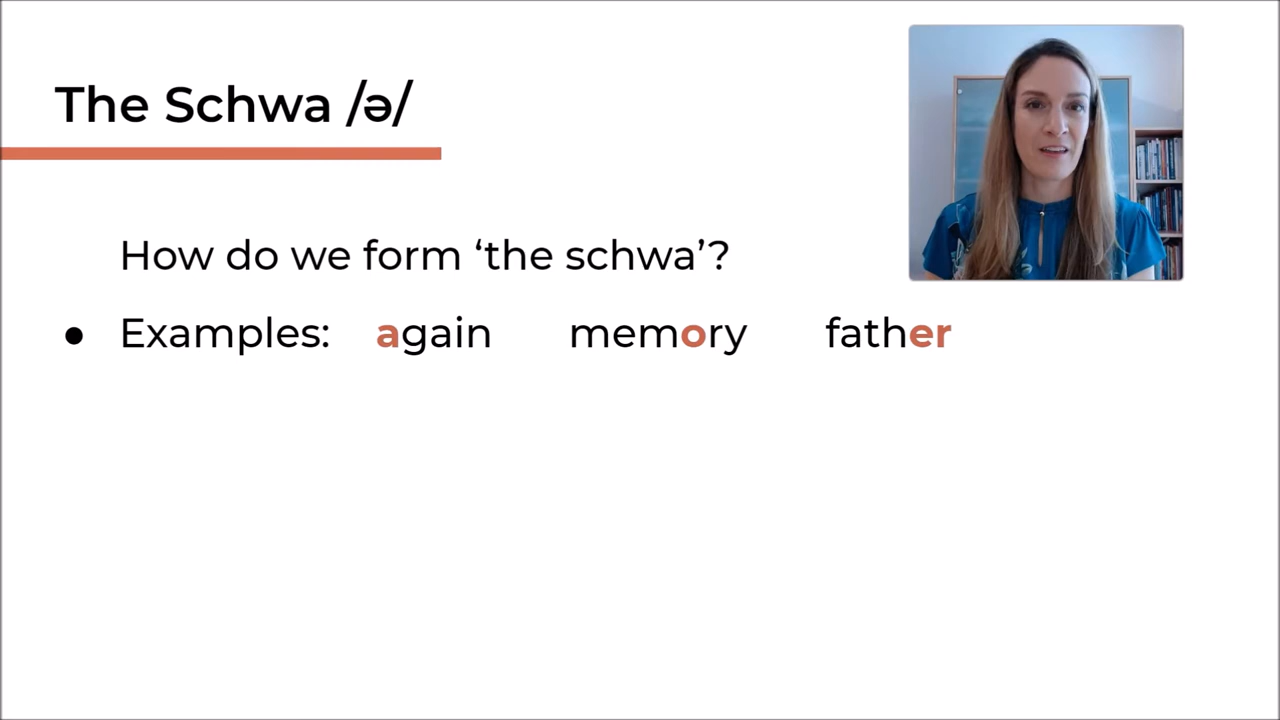 The Schwa /ə/
How do we form ‘the schwa’?
● Examples: again memory father